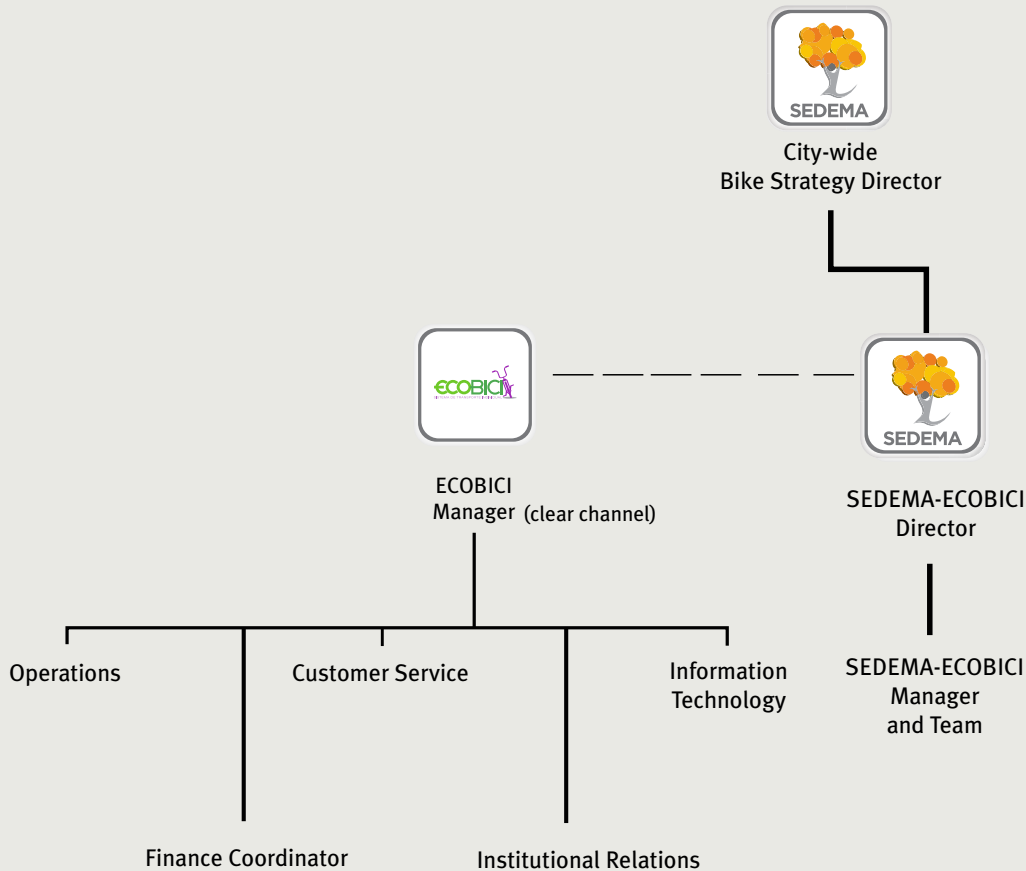 SEDEMA
City-wide
Bike Strategy Director
ECOBICI
SEDEMA
ECOBICI
Manager (clear channel)
SEDEMA-ECOBICI
Director
Operations
Customer Service
Information
Technology
SEDEMA-ECOBICI
Manager
and Team
Finance Coordinator
Institutional Relations